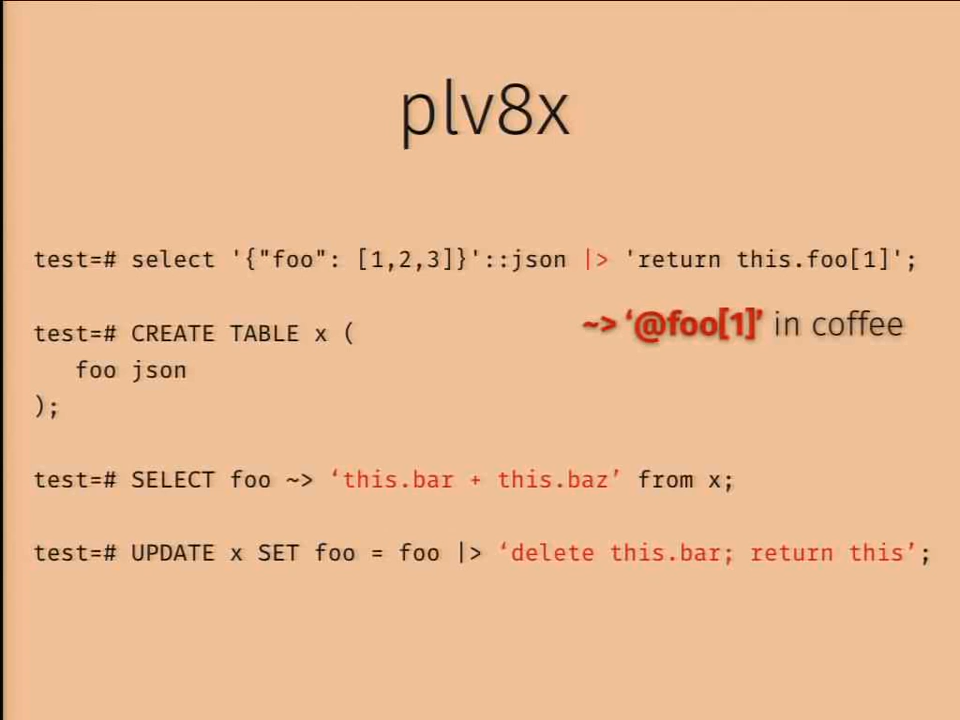 plv8x
test=# select '{"foo": [1,2,3]}'::json |> 'return this.foo[1]';
~> ‘@foo[1]’ in coffee
test=# CREATE TABLE x (
foo json
);
test=# SELECT foo ~> ‘this.bar + this.baz’ from x;
test=# UPDATE x SET foo = foo |> ‘delete this.bar; return this’;